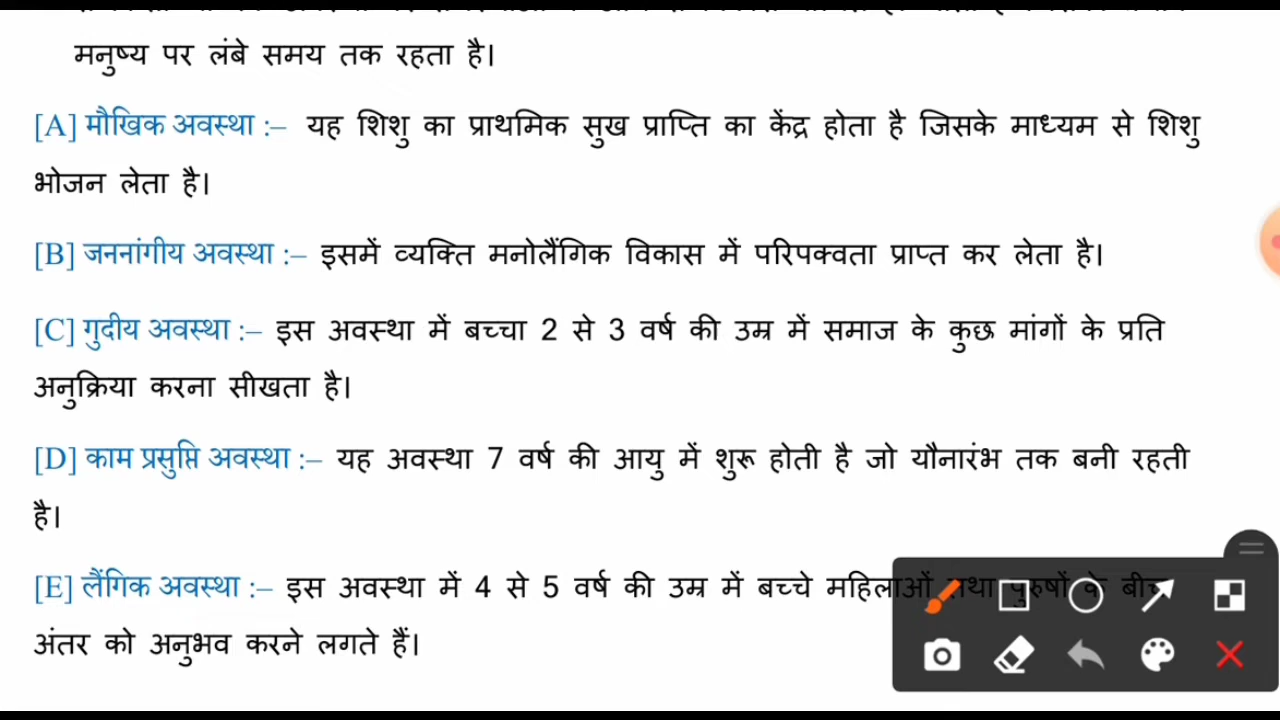 मनुष्य पर लंबे समय तक रहता है।
[A] मौखिक अवस्था :– यह शिशु का प्राथमिक सुख प्राप्ति का केंद्र होता है जिसके माध्यम से शिशु
भोजन लेता है।
[B] जननांगीय अवस्था :– इसमें व्यक्ति मनोलैंगिक विकास में परिपक्वता प्राप्त कर लेता है।
[C] गुदीय अवस्था :– इस अवस्था में बच्चा 2 से 3 वर्ष की उम्र में समाज के कुछ मांगों के प्रति
अनुक्रिया करना सीखता है।
[D] काम प्रसुप्ति अवस्था :– यह अवस्था 7 वर्ष की आयु में शुरू होती है जो यौनारंभ तक बनी रहती
है।
[E] लैंगिक अवस्था :– इस अवस्था में 4 से 5 वर्ष की उम्र में बच्चे महिलाओं तथा पुरुषों के बीच
अंतर को अनुभव करने लगते हैं।